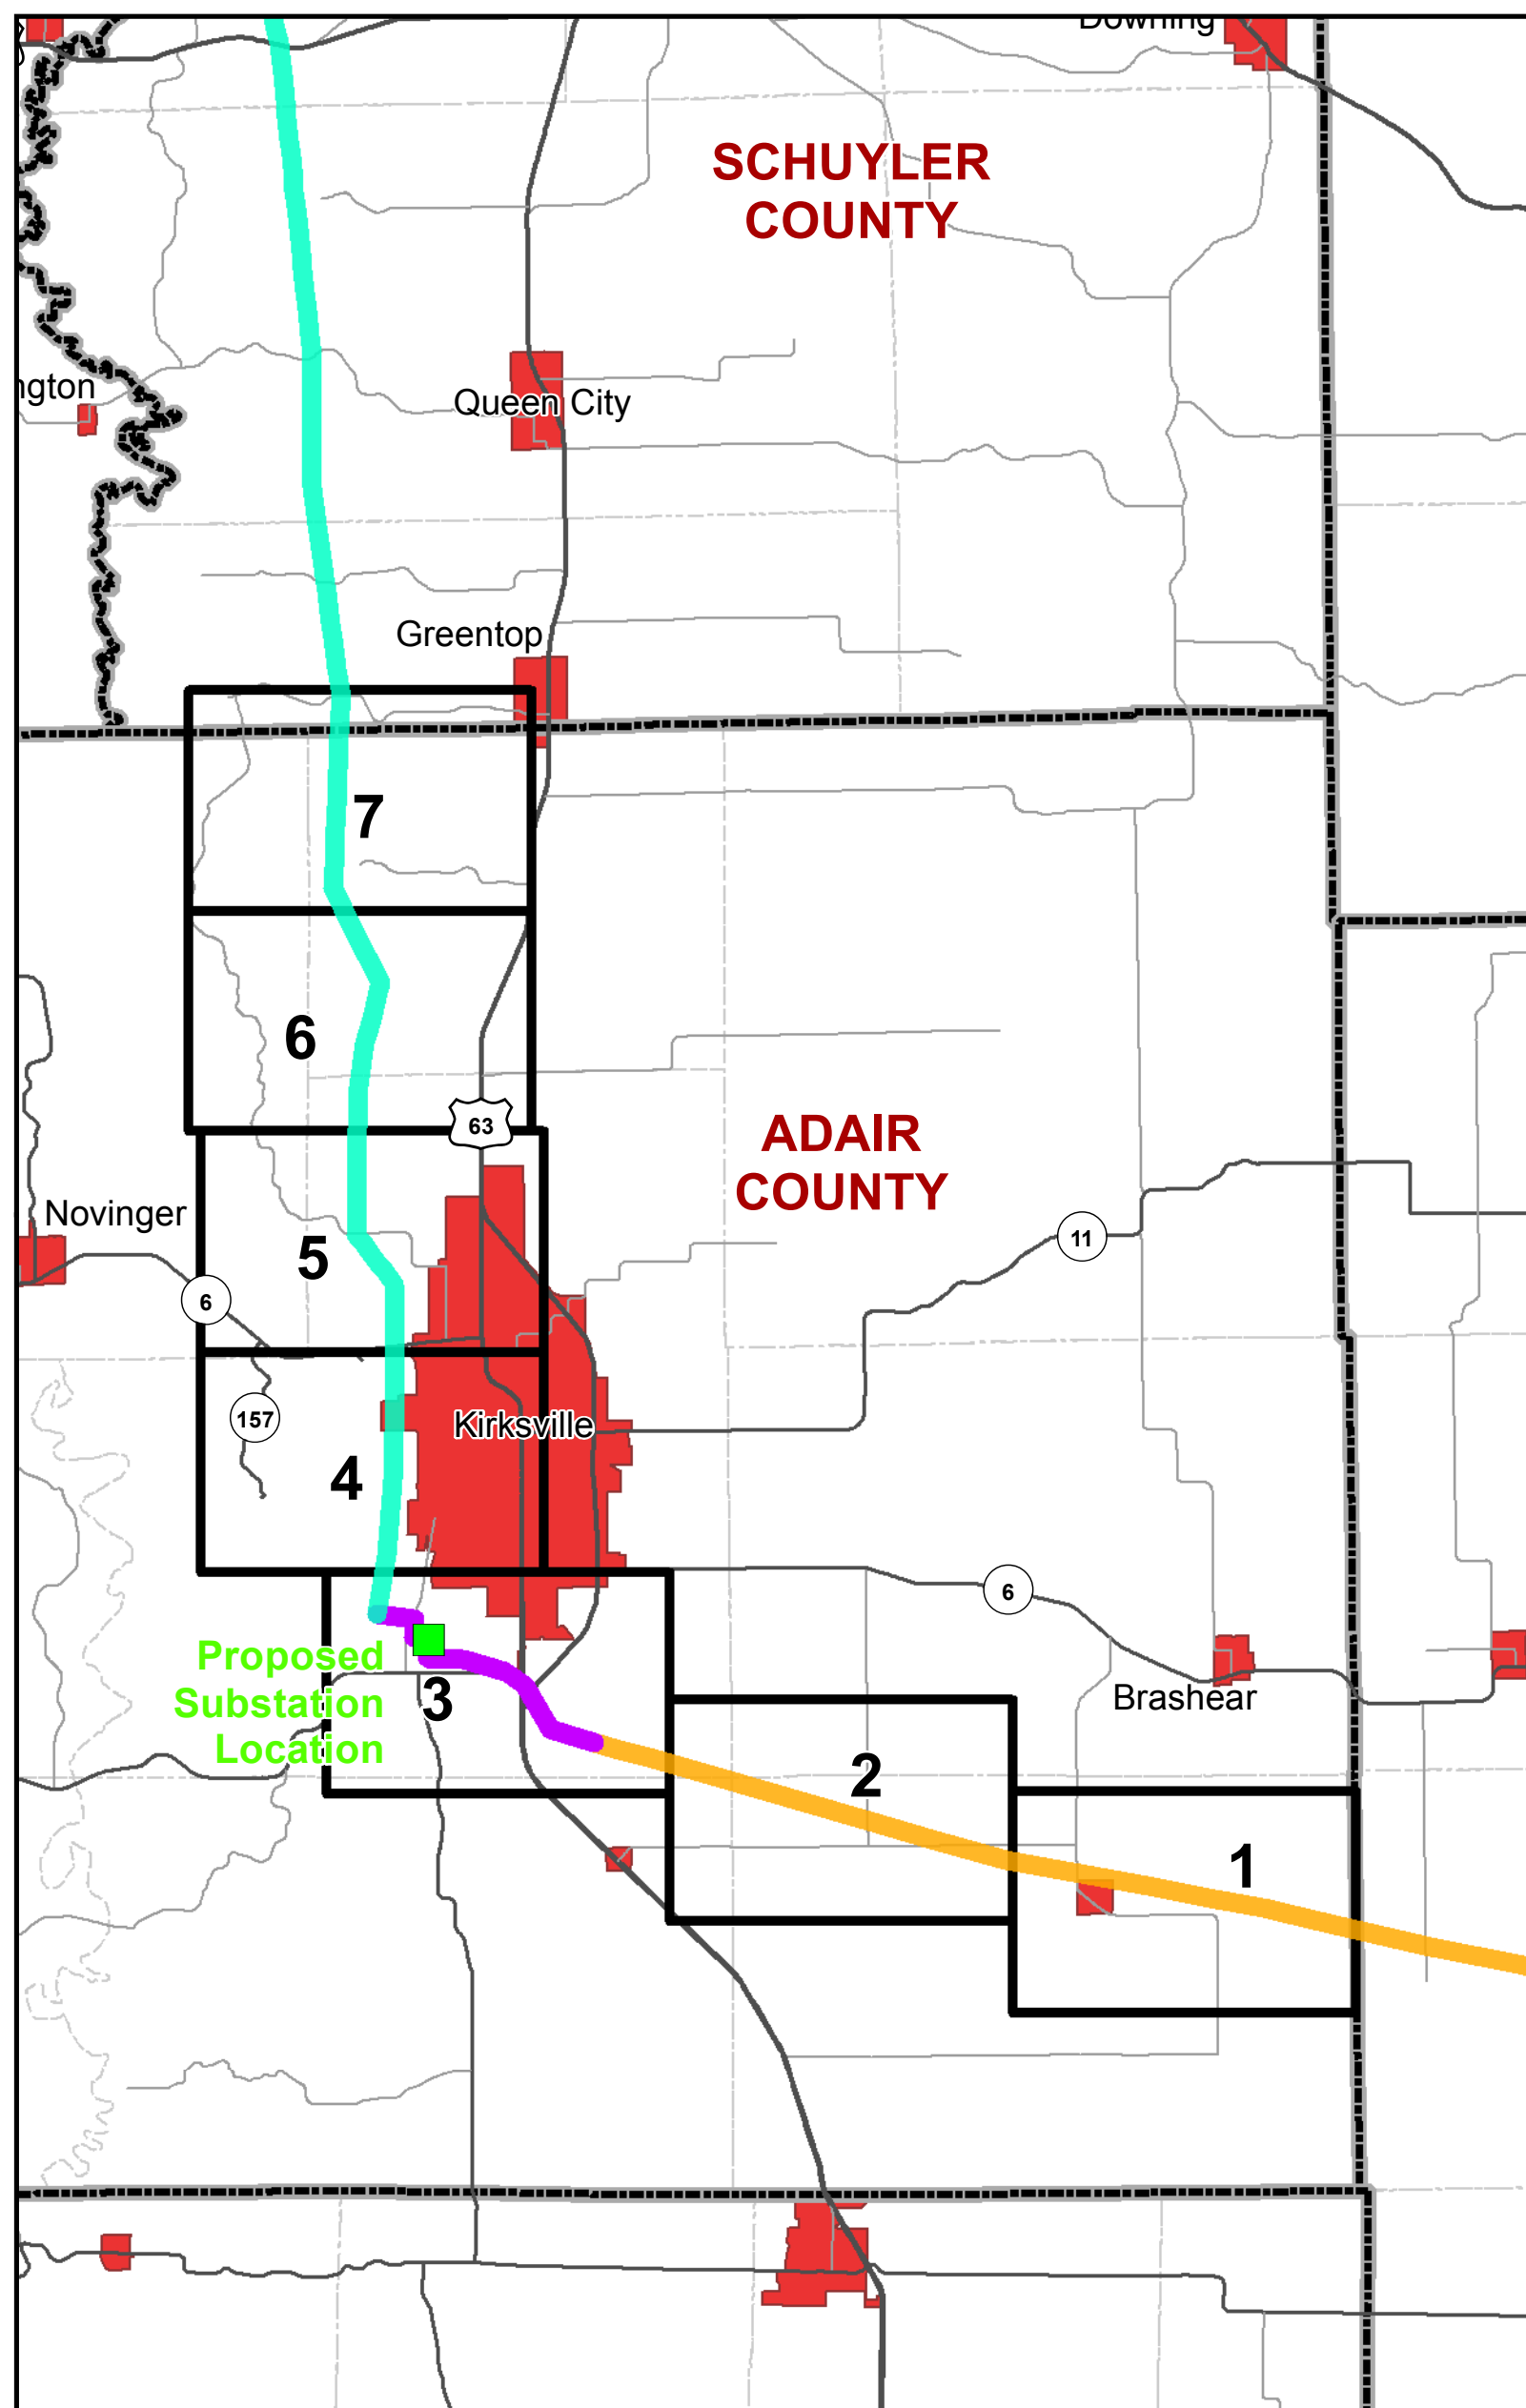 Downing
SCHUYLER
COUNTY
ngton
Queen City
Greentop
7
6
63
ADAIR
COUNTY
Novinger
11
5
6
157
Kirksville
4
6
Proposed
Substation
Location
3
Brashear
2
1